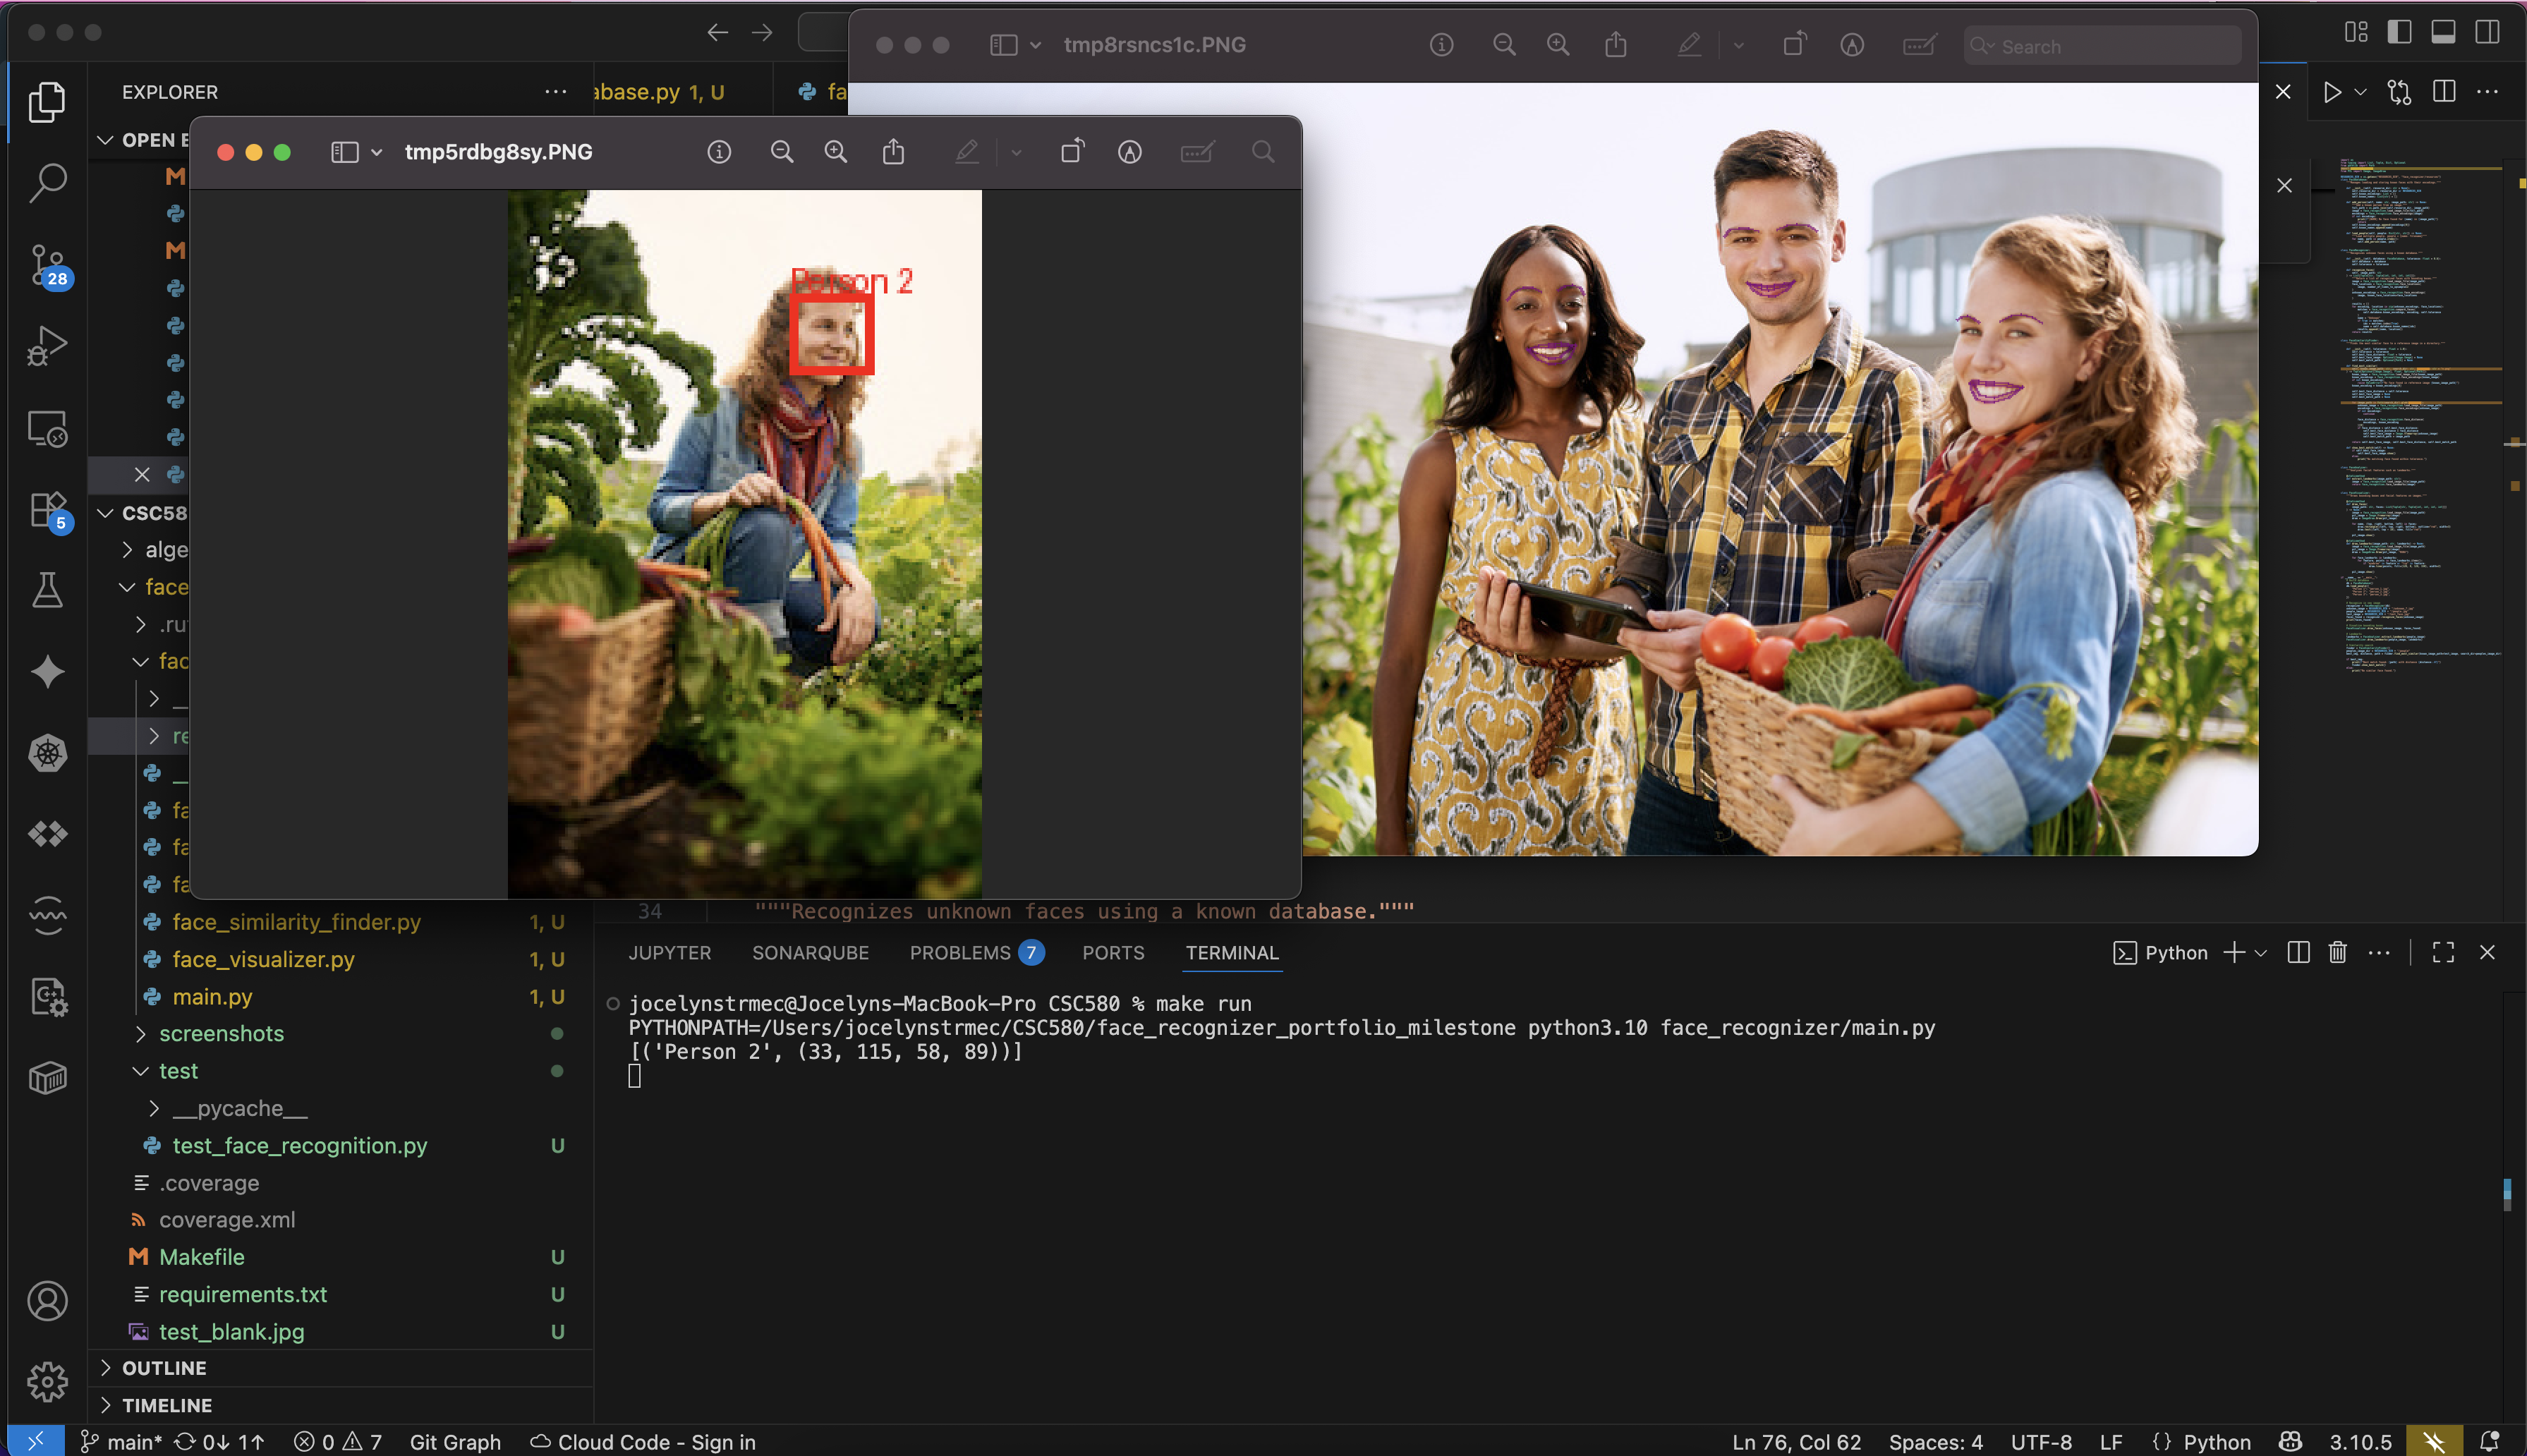 tmp8rsncs1c.PNG
Search
EXPLORER
abase.py 1, U
fa
OPEN E
tmp5rdbg8sy.PNG
Person 2
28
5
CSC58
alge
face
.ru
fac
re
fa
fa
fa
face_similarity_finder.py 1, U
face_visualizer.py 1, U
main.py 1, U
screenshots
test
__pycache__
test_face_recognition.py U
.coverage
coverage.xml
Makefile U
requirements.txt U
test_blank.jpg U
OUTLINE
TIMELINE
34 """Recognizes unknown faces using a known database."""
JUPYTER SONARQUBE PROBLEMS 7 PORTS TERMINAL
Python
jocelynstrmec@Jocelyns-MacBook-Pro CSC580 % make run
PYTHONPATH=/Users/jocelynstrmec/CSC580/face_recognizer_portfolio_milestone python3.10 face_recognizer/main.py
[('Person 2', (33, 115, 58, 89))]
main* 0↓ 1↑ 0 7 Git Graph Cloud Code - Sign in
Ln 76, Col 62 Spaces: 4 UTF-8 LF {} Python 3.10.5